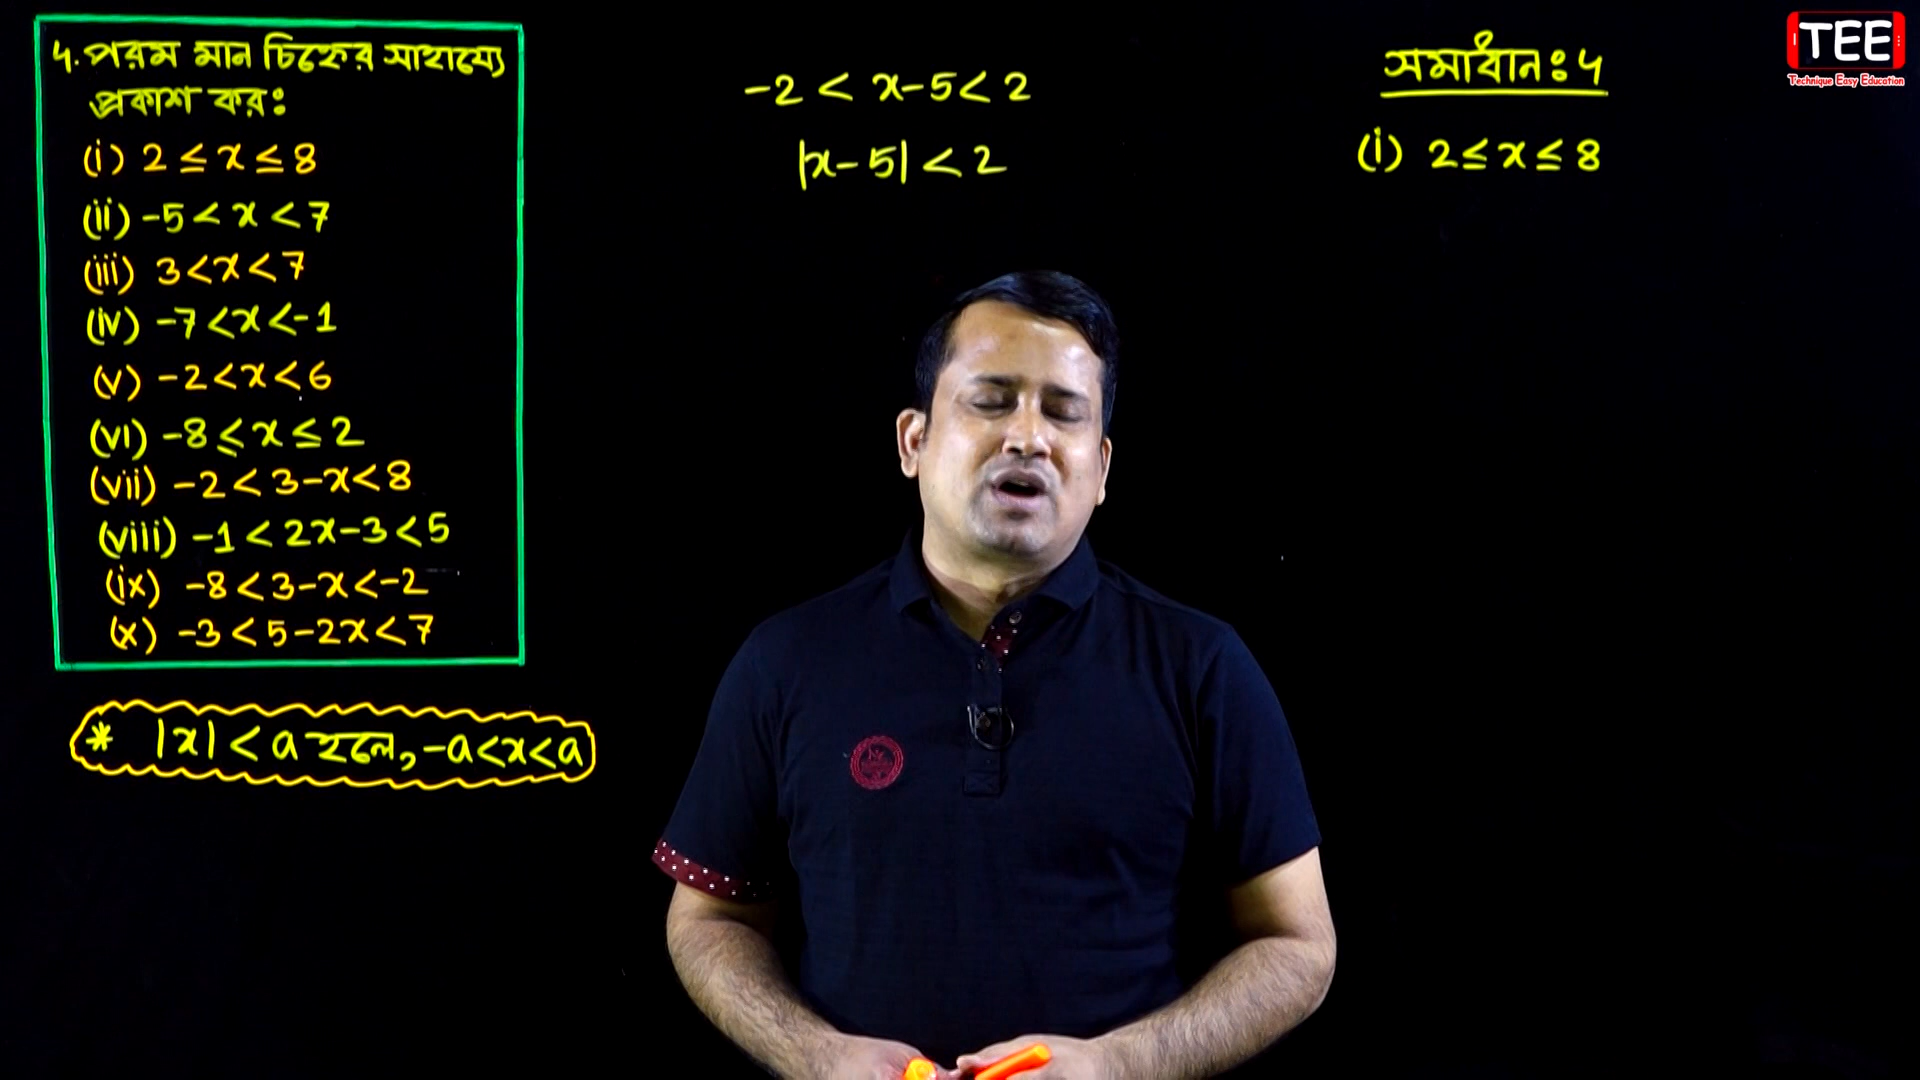 ৭. পরম মান চিহ্নের সাহায্যে
প্রকাশ কর:
(i) 2 ≤ x ≤ 8
(ii) -5 < x < 7
(iii) 3 < x < 7
(iv) -7 < x < -1
(v) -2 < x < 6
(vi) -8 ≤ x ≤ 2
(vii) -2 < 3-x < 8
(viii) -1 < 2x-3 < 5
(ix) -8 < 3-x < -2
(x) -3 < 5-2x < 7
* |x| < a হলে, -a < x < a
-2 < x-5 < 2
|x-5| < 2
সমাধান: ৭
(i) 2 ≤ x ≤ 8
TEE
Technique Easy Education